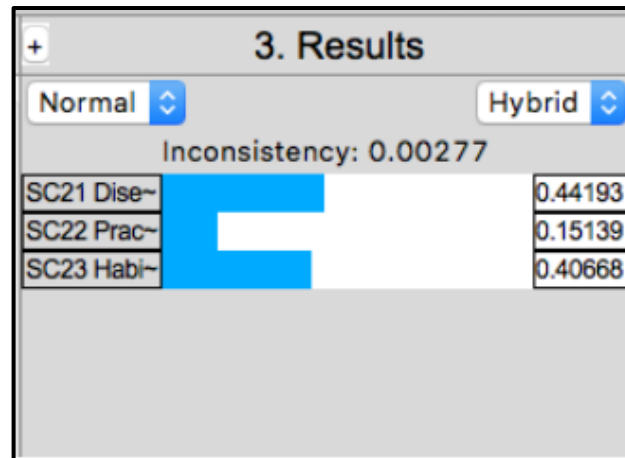 + 3. Results
Normal Hybrid
Inconsistency: 0.00277
SC21 Dise~ 0.44193
SC22 Prac~ 0.15139
SC23 Habi~ 0.40668